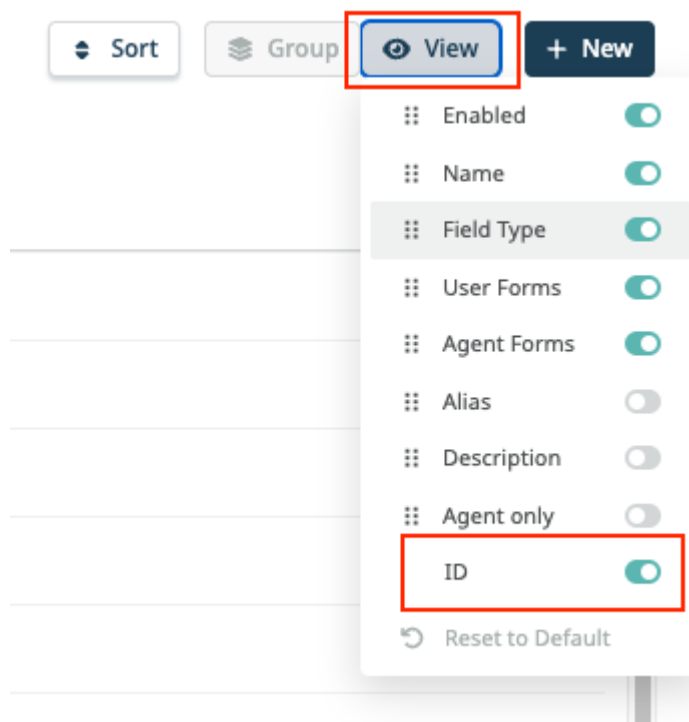 Sort Group View + New
Enabled
Name
Field Type
User Forms
Agent Forms
Alias
Description
Agent only
ID
Reset to Default